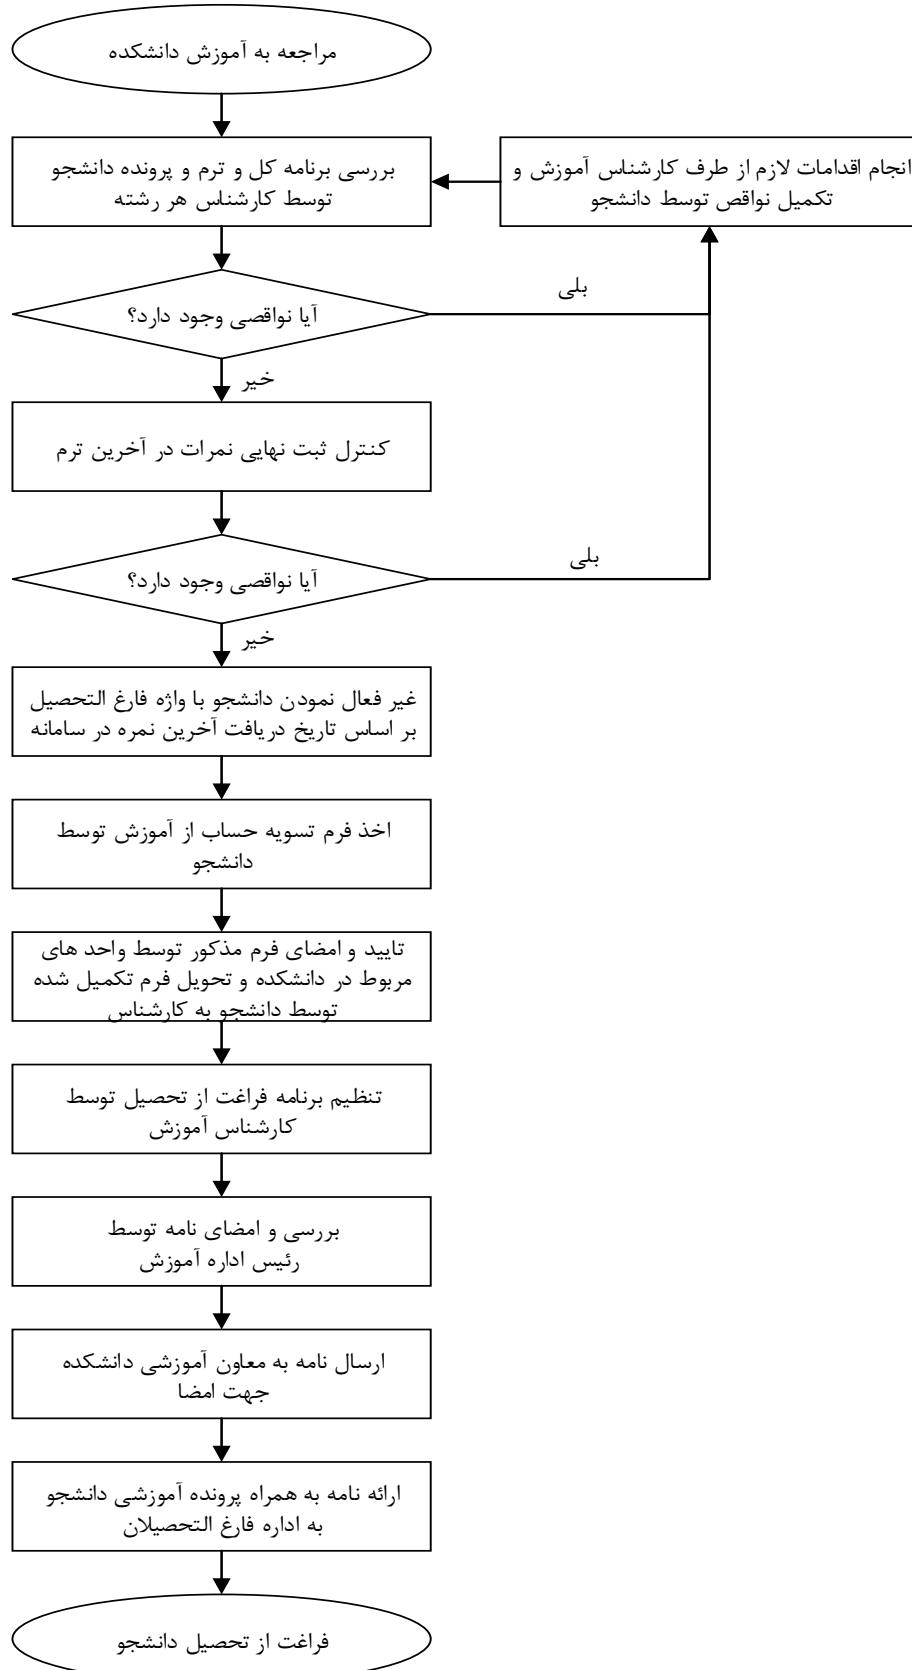 مراجعه به آموزش دانشکده
بررسی برنامه کل و ترم و پرونده دانشجو
توسط کارشناس هر رشته
انجام اقدامات لازم از طرف کارشناس آموزش و
تکمیل نواقص توسط دانشجو
آیا نواقصی وجود دارد؟
بلی
خیر
کنترل ثبت نهایی نمرات در آخرین ترم
آیا نواقصی وجود دارد؟
بلی
خیر
غیر فعال نمودن دانشجو با واژه فارغ التحصیل
بر اساس تاریخ دریافت آخرین نمره در سامانه
اخذ فرم تسویه حساب از آموزش توسط
دانشجو
تایید و امضای فرم مذکور توسط واحد های
مربوط در دانشکده و تحویل فرم تکمیل شده
توسط دانشجو به کارشناس
تنظیم برنامه فراغت از تحصیل توسط
کارشناس آموزش
بررسی و امضای نامه توسط
رئیس اداره آموزش
ارسال نامه به معاون آموزشی دانشکده
جهت امضا
ارائه نامه به همراه پرونده آموزشی دانشجو
به اداره فارغ التحصیلان
فراغت از تحصیل دانشجو